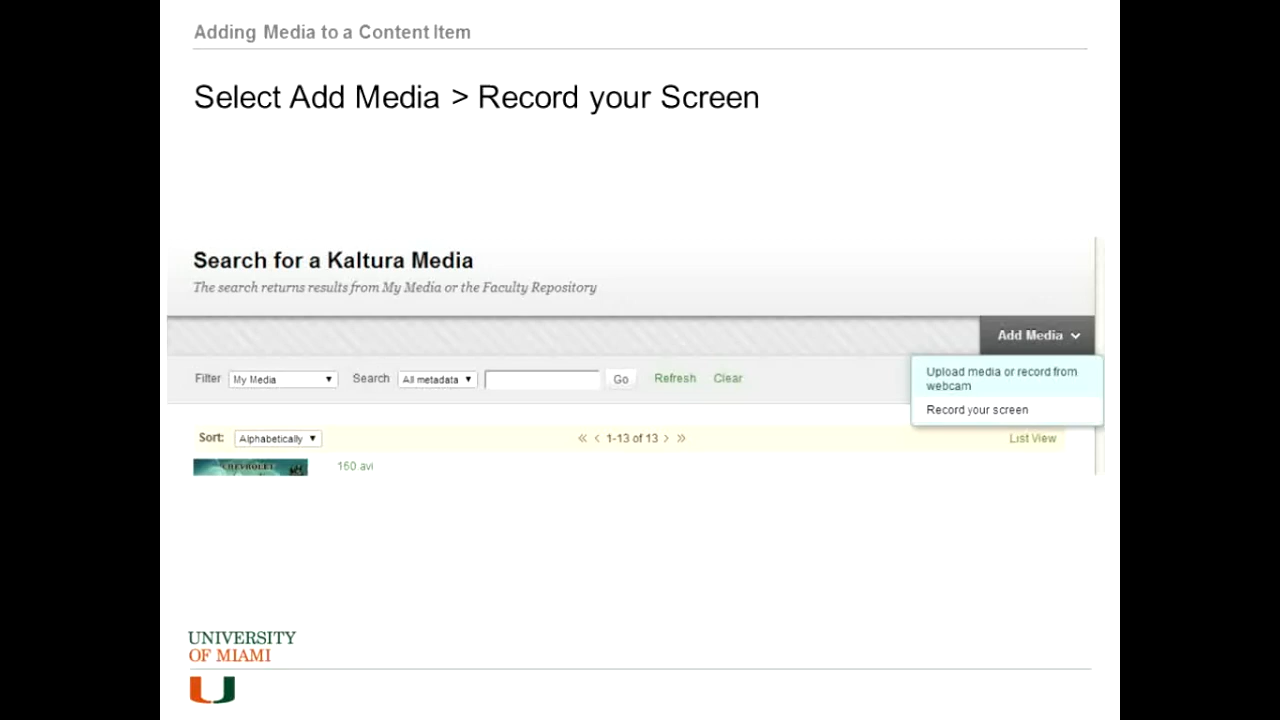 Adding Media to a Content Item
Select Add Media > Record your Screen
Search for a Kaltura Media
The search returns results from My Media or the Faculty Repository
Add Media
Upload media or record from
webcam
Record your screen
Filter My Media Search All metadata Go Refresh Clear
Sort: Alphabetically « < 1-13 of 13 > » List View
CHEVROLET
160 avi
UNIVERSITY
OF MIAMI